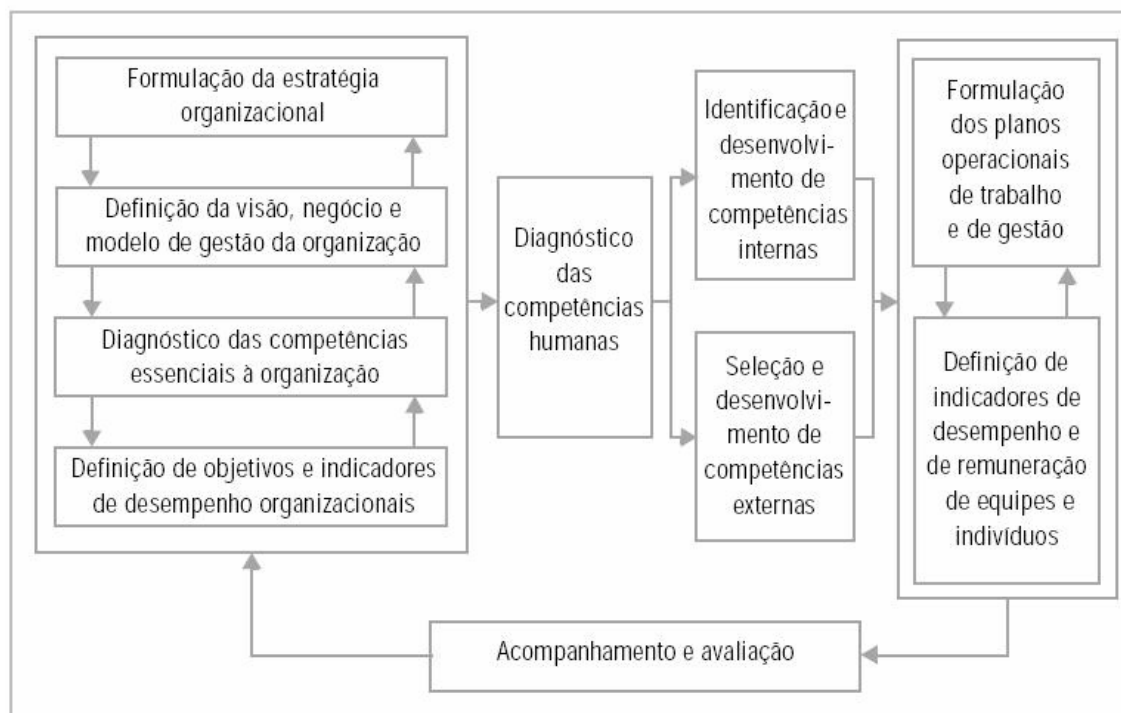 Formulação da estratégia
organizacional
Definição da visão, negócio e
modelo de gestão da organização
Diagnóstico das competências
essenciais à organização
Definição de objetivos e indicadores
de desempenho organizacionais
Diagnóstico
das
competências
humanas
Identificação e
desenvolvi-
mento de
competências
internas
Seleção e
desenvolvi-
mento de
competências
externas
Formulação
dos planos
operacionais
de trabalho
e de gestão
Definição de
indicadores de
desempenho e
de remuneração
de equipes e
indivíduos
Acompanhamento e avaliação